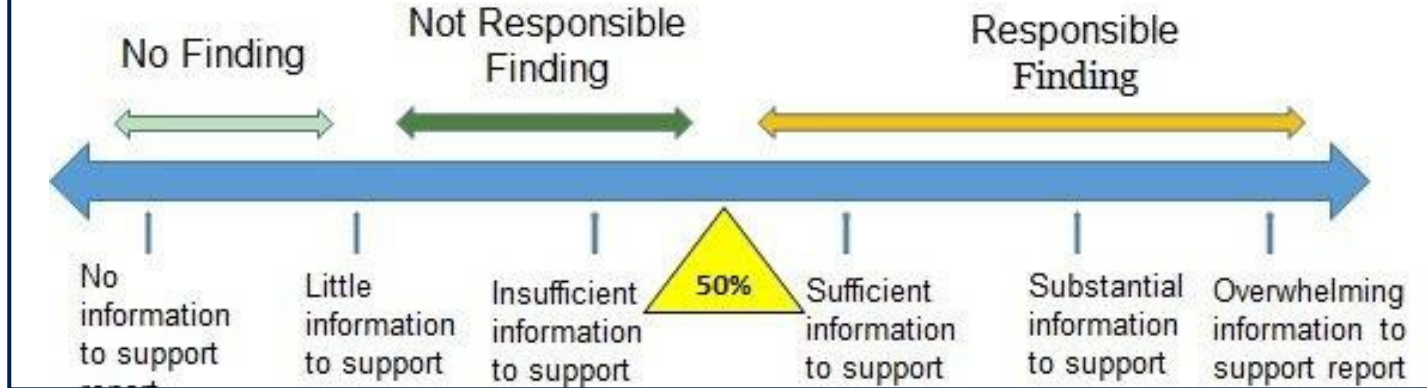 No Finding
Not Responsible
Finding
Responsible
Finding
No
information
to support
report
Little
information
to support
Insufficient
information
to support
50%
Sufficient
information
to support
Substantial
information
to support
Overwhelming
information to
support report